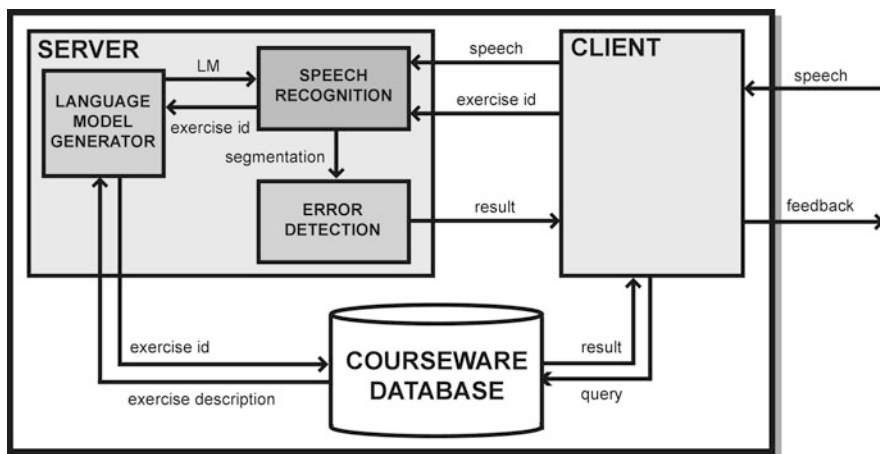 SERVER
CLIENT
LM
SPEECH
RECOGNITION
speech
speech
LANGUAGE
MODEL
GENERATOR
exercise id
exercise id
segmentation
ERROR
DETECTION
result
feedback
exercise id
COURSEWARE
DATABASE
result
exercise description
query